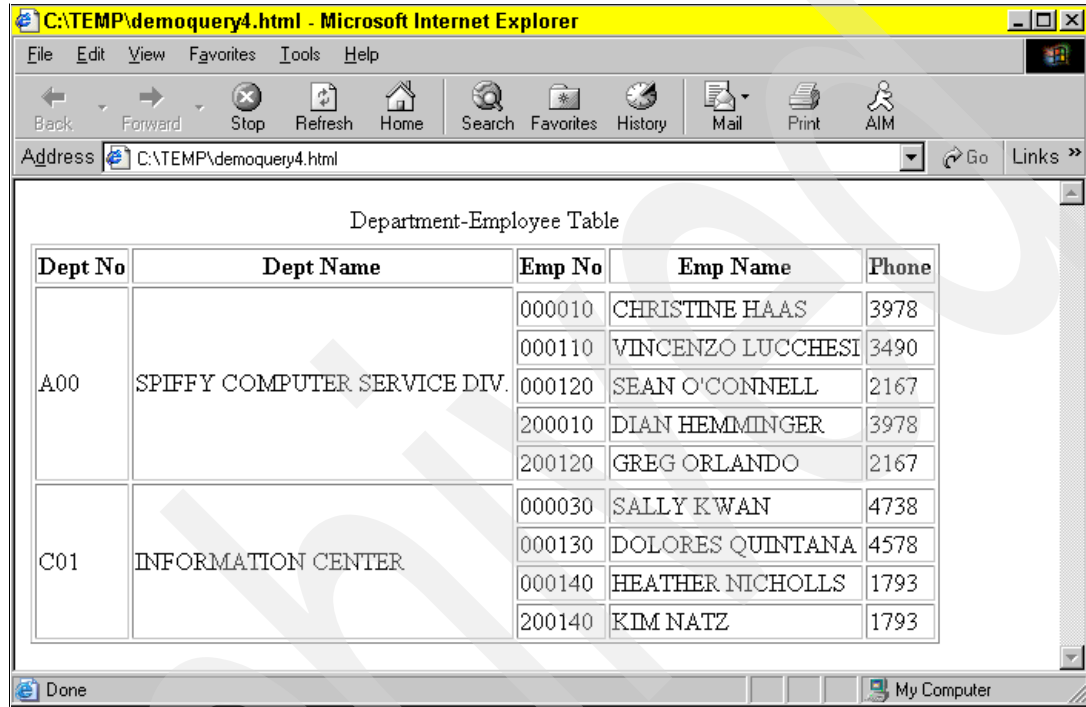 C:\TEMP\demoquery4.html - Microsoft Internet Explorer
File Edit View Favorites Tools Help
Back Forward Stop Refresh Home Search Favorites History Mail Print AIM
Address C:\TEMP\demoquery4.html Go Links »
Department-Employee Table
Dept No Dept Name Emp No Emp Name Phone
A00 SPIFFY COMPUTER SERVICE DIV. 000010 CHRISTINE HAAS 3978
000110 VINCENZO LUCCHESI 3490
000120 SEAN O'CONNELL 2167
200010 DIAN HEMMINGER 3978
200120 GREG ORLANDO 2167
C01 INFORMATION CENTER 000030 SALLY KWAN 4738
000130 DOLORES QUINTANA 4578
000140 HEATHER NICHOLLS 1793
200140 KIM NATZ 1793
Done My Computer